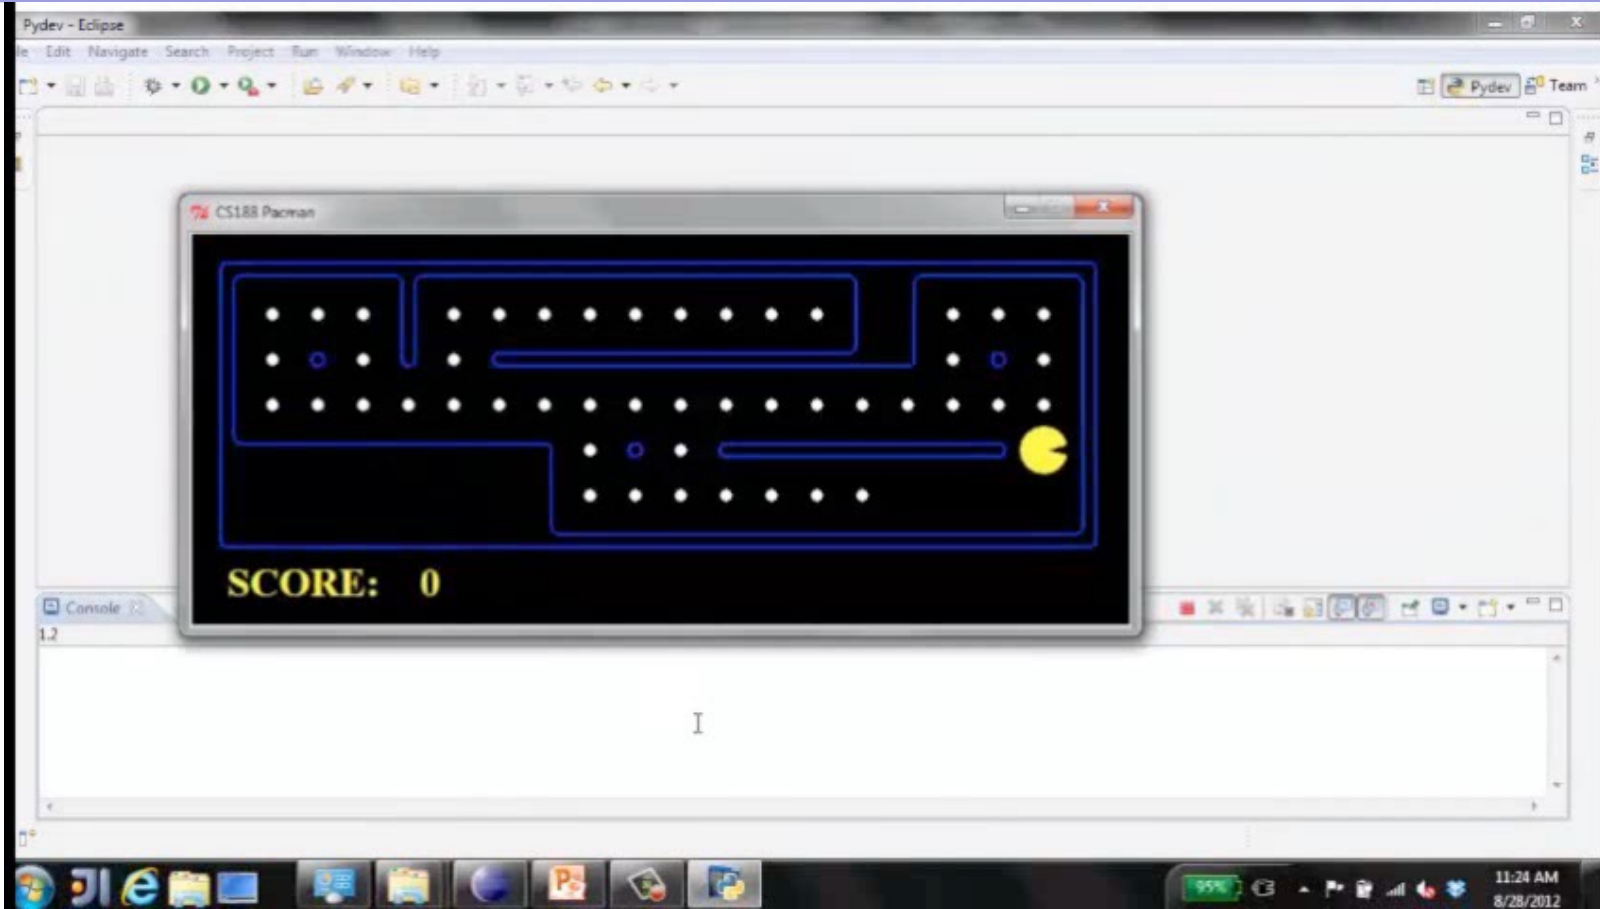 Pydev - Eclipse
le Edit Navigate Search Project Run Window Help
Pydev Team
CS188 Pacman
SCORE: 0
Console
1.2
95%
11:24 AM
8/28/2012